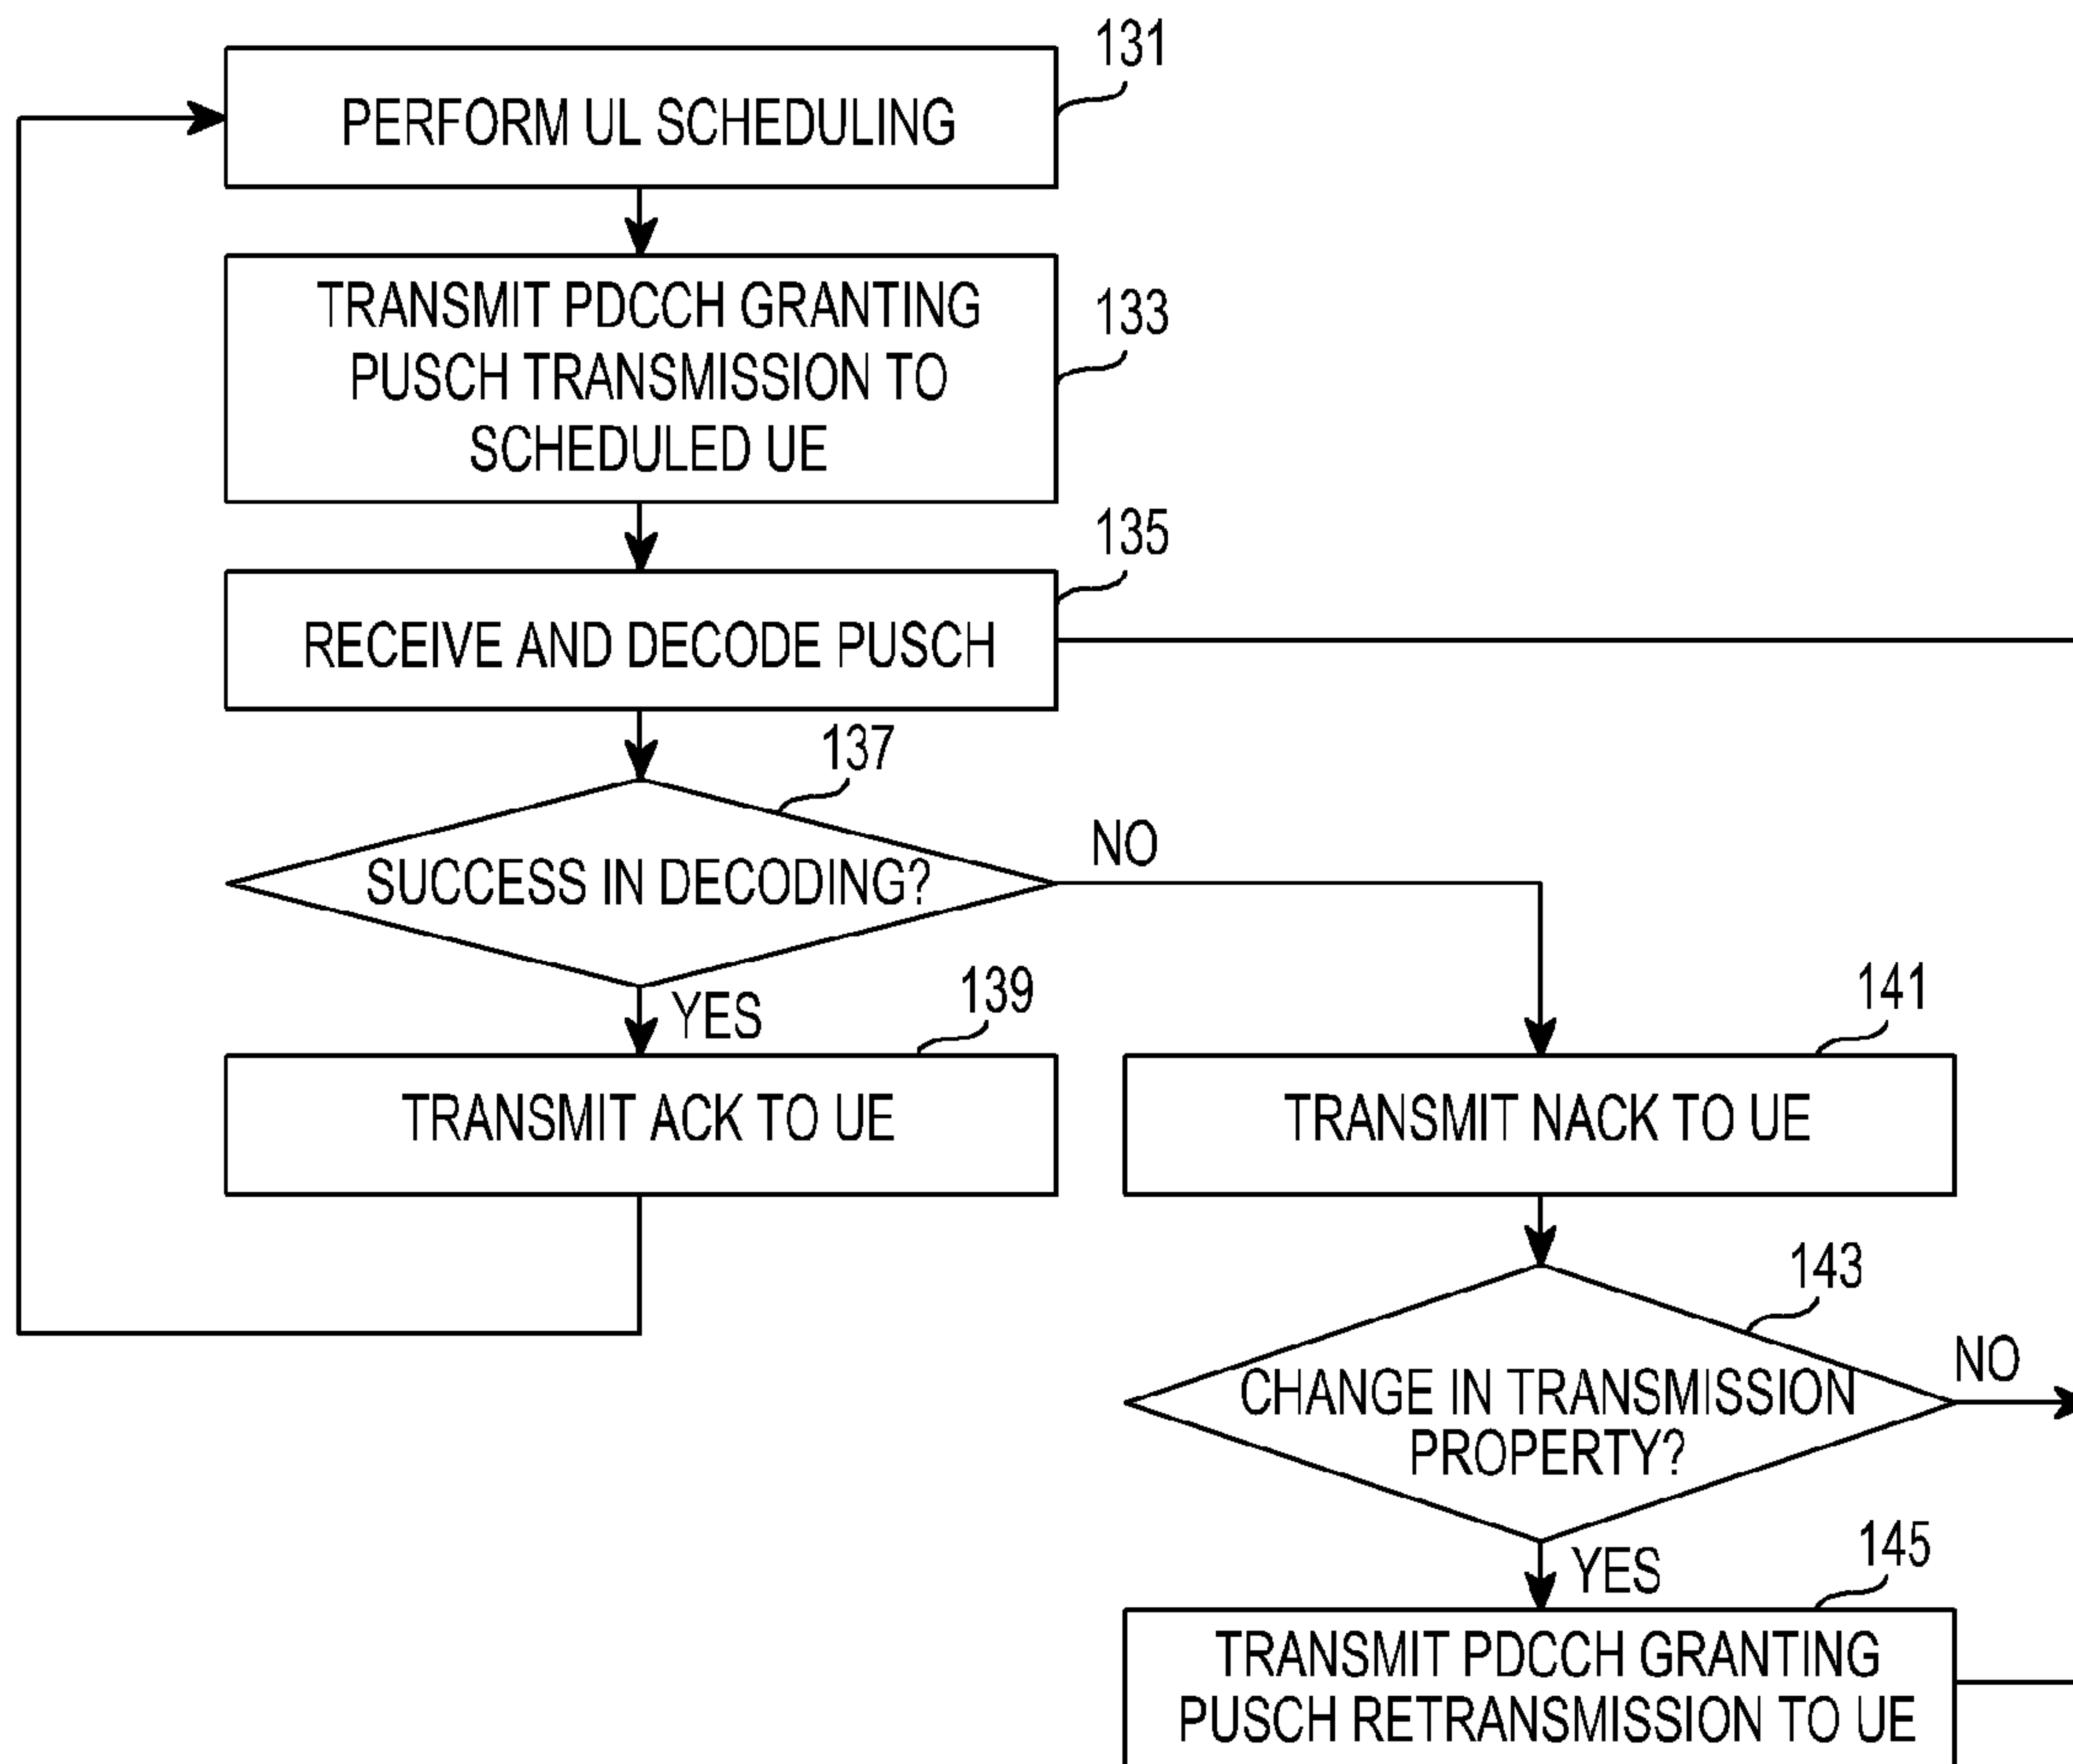 131
PERFORM UL SCHEDULING
TRANSMIT PDCCH GRANTING
PUSCH TRANSMISSION TO
SCHEDULED UE
133
135
RECEIVE AND DECODE PUSCH
137
SUCCESS IN DECODING?
NO
YES
139
141
TRANSMIT ACK TO UE
TRANSMIT NACK TO UE
143
CHANGE IN TRANSMISSION
PROPERTY?
NO
YES
145
TRANSMIT PDCCH GRANTING
PUSCH RETRANSMISSION TO UE